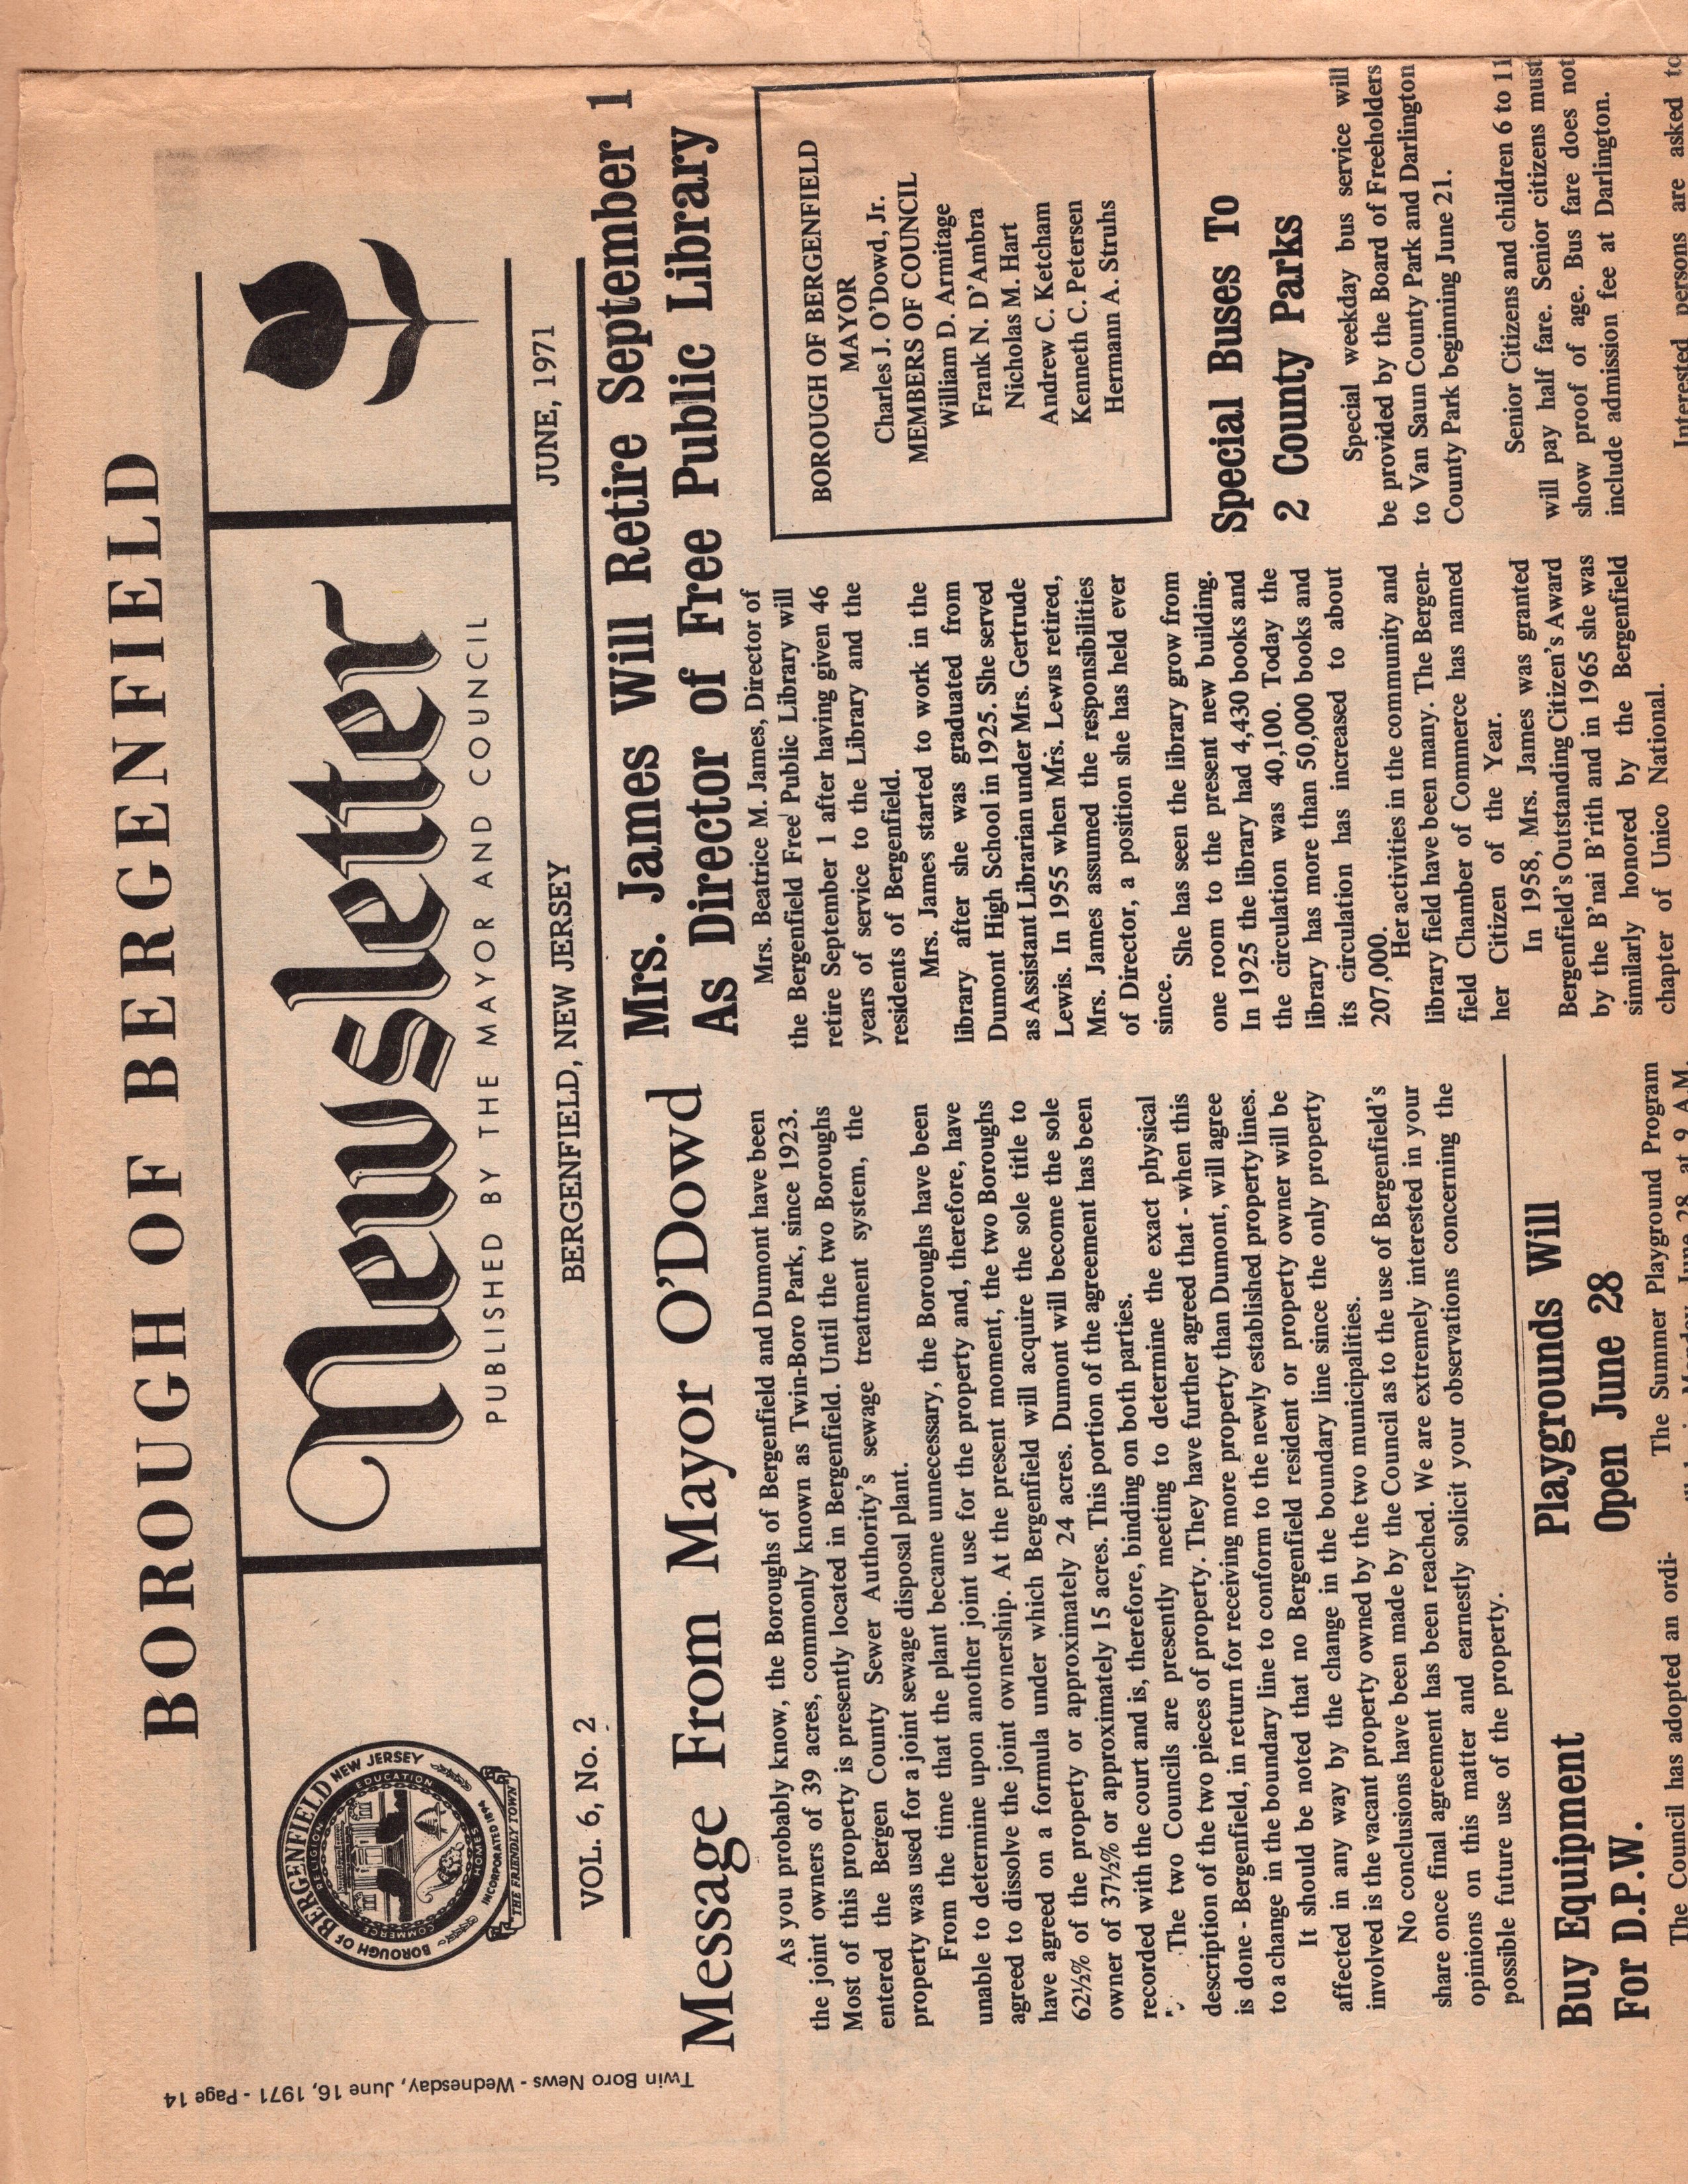 Twin Boro News - Wednesday, June 16, 1971 - Page 14
BOROUGH OF BERGENFIELD
BOROUGH OF BERGENFIELD NEW JERSEY
RELIGION
EDUCATION
COMMERCE
HOMES
INCORPORATED 1894
THE FRIENDLY TOWN
Newsletter
PUBLISHED BY THE MAYOR AND COUNCIL
VOL. 6, No. 2
BERGENFIELD, NEW JERSEY
JUNE, 1971
Message From Mayor O'Dowd
As you probably know, the Boroughs of Bergenfield and Dumont have been
the joint owners of 39 acres, commonly known as Twin-Boro Park, since 1923.
Most of this property is presently located in Bergenfield. Until the two Boroughs
entered the Bergen County Sewer Authority's sewage treatment system, the
property was used for a joint sewage disposal plant.
From the time that the plant became unnecessary, the Boroughs have been
unable to determine upon another joint use for the property and, therefore, have
agreed to dissolve the joint ownership. At the present moment, the two Boroughs
have agreed on a formula under which Bergenfield will acquire the sole title to
62½% of the property or approximately 24 acres. Dumont will become the sole
owner of 37½% or approximately 15 acres. This portion of the agreement has been
recorded with the court and is, therefore, binding on both parties.
The two Councils are presently meeting to determine the exact physical
description of the two pieces of property. They have further agreed that - when this
is done - Bergenfield, in return for receiving more property than Dumont, will agree
to a change in the boundary line to conform to the newly established property lines.
It should be noted that no Bergenfield resident or property owner will be
affected in any way by the change in the boundary line since the only property
involved is the vacant property owned by the two municipalities.
No conclusions have been made by the Council as to the use of Bergenfield's
share once final agreement has been reached. We are extremely interested in your
opinions on this matter and earnestly solicit your observations concerning the
possible future use of the property.
Buy Equipment
For D.P.W.
The Council has adopted an ordi-
Playgrounds Will
Open June 28
The Summer Playground Program
Monday, June 28, at 9 A.M.
Mrs. James Will Retire September 1
As Director of Free Public Library
Mrs. Beatrice M. James, Director of
the Bergenfield Free Public Library will
retire September 1 after having given 46
years of service to the Library and the
residents of Bergenfield.
Mrs. James started to work in the
library after she was graduated from
Dumont High School in 1925. She served
as Assistant Librarian under Mrs. Gertrude
Lewis. In 1955 when Mrs. Lewis retired,
Mrs. James assumed the responsibilities
of Director, a position she has held ever
since.
She has seen the library grow from
one room to the present new building.
In 1925 the library had 4,430 books and
the circulation was 40,100. Today the
library has more than 50,000 books and
its circulation has increased to about
207,000.
Her activities in the community and
library field have been many. The Bergen-
field Chamber of Commerce has named
her Citizen of the Year.
In 1958, Mrs. James was granted
Bergenfield's Outstanding Citizen's Award
by the B'nai B'rith and in 1965 she was
similarly honored by the Bergenfield
chapter of Unico National.
BOROUGH OF BERGENFIELD
MAYOR
Charles J. O'Dowd, Jr.
MEMBERS OF COUNCIL
William D. Armitage
Frank N. D'Ambra
Nicholas M. Hart
Andrew C. Ketcham
Kenneth C. Petersen
Hermann A. Struhs
Special Buses To
2 County Parks
Special weekday bus service will
be provided by the Board of Freeholders
to Van Saun County Park and Darlington
County Park beginning June 21.
Senior Citizens and children 6 to 11
will pay half fare. Senior citizens must
show proof of age. Bus fare does not
include admission fee at Darlington.
Interested persons are asked to